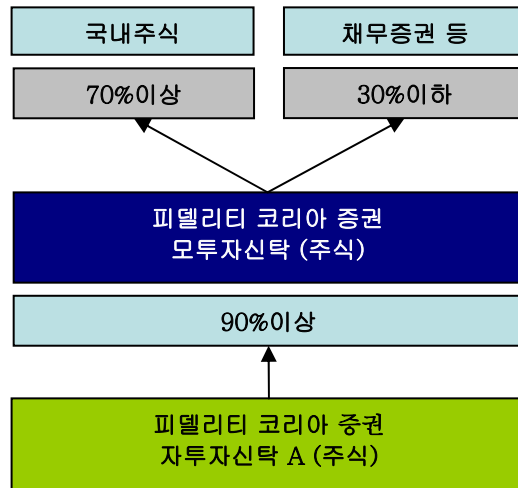 국내주식
채무증권 등
70%이상
30%이하
피델리티 코리아 증권
모투자신탁 (주식)
90%이상
피델리티 코리아 증권
자투자신탁 A (주식)